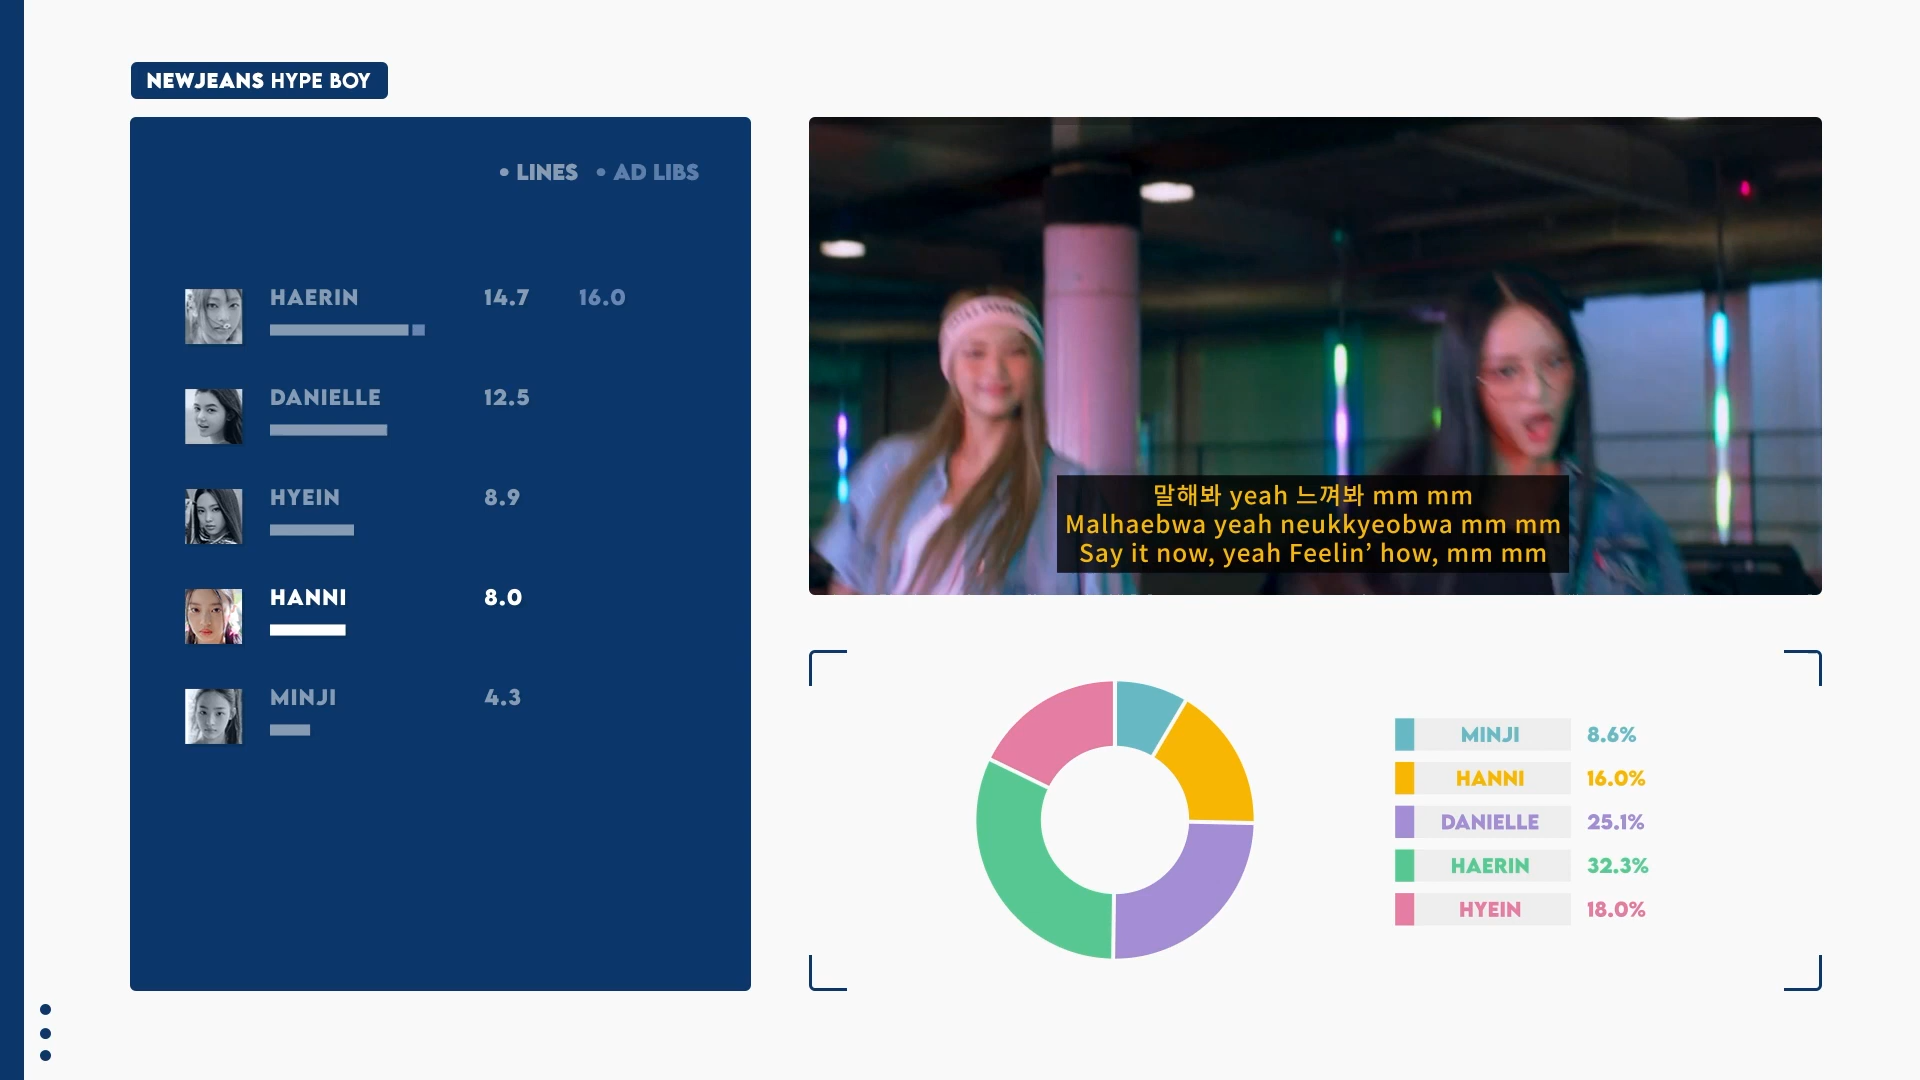 NEWJEANS HYPE BOY
• LINES • AD LIBS
HAERIN 14.7 16.0
DANIELLE 12.5
HYEIN 8.9
HANNI 8.0
MINJI 4.3
말해봐 yeah 느껴봐 mm mm
Malhaebwa yeah neukkyeobwa mm mm
Say it now, yeah Feelin’ how, mm mm
MINJI 8.6%
HANNI 16.0%
DANIELLE 25.1%
HAERIN 32.3%
HYEIN 18.0%